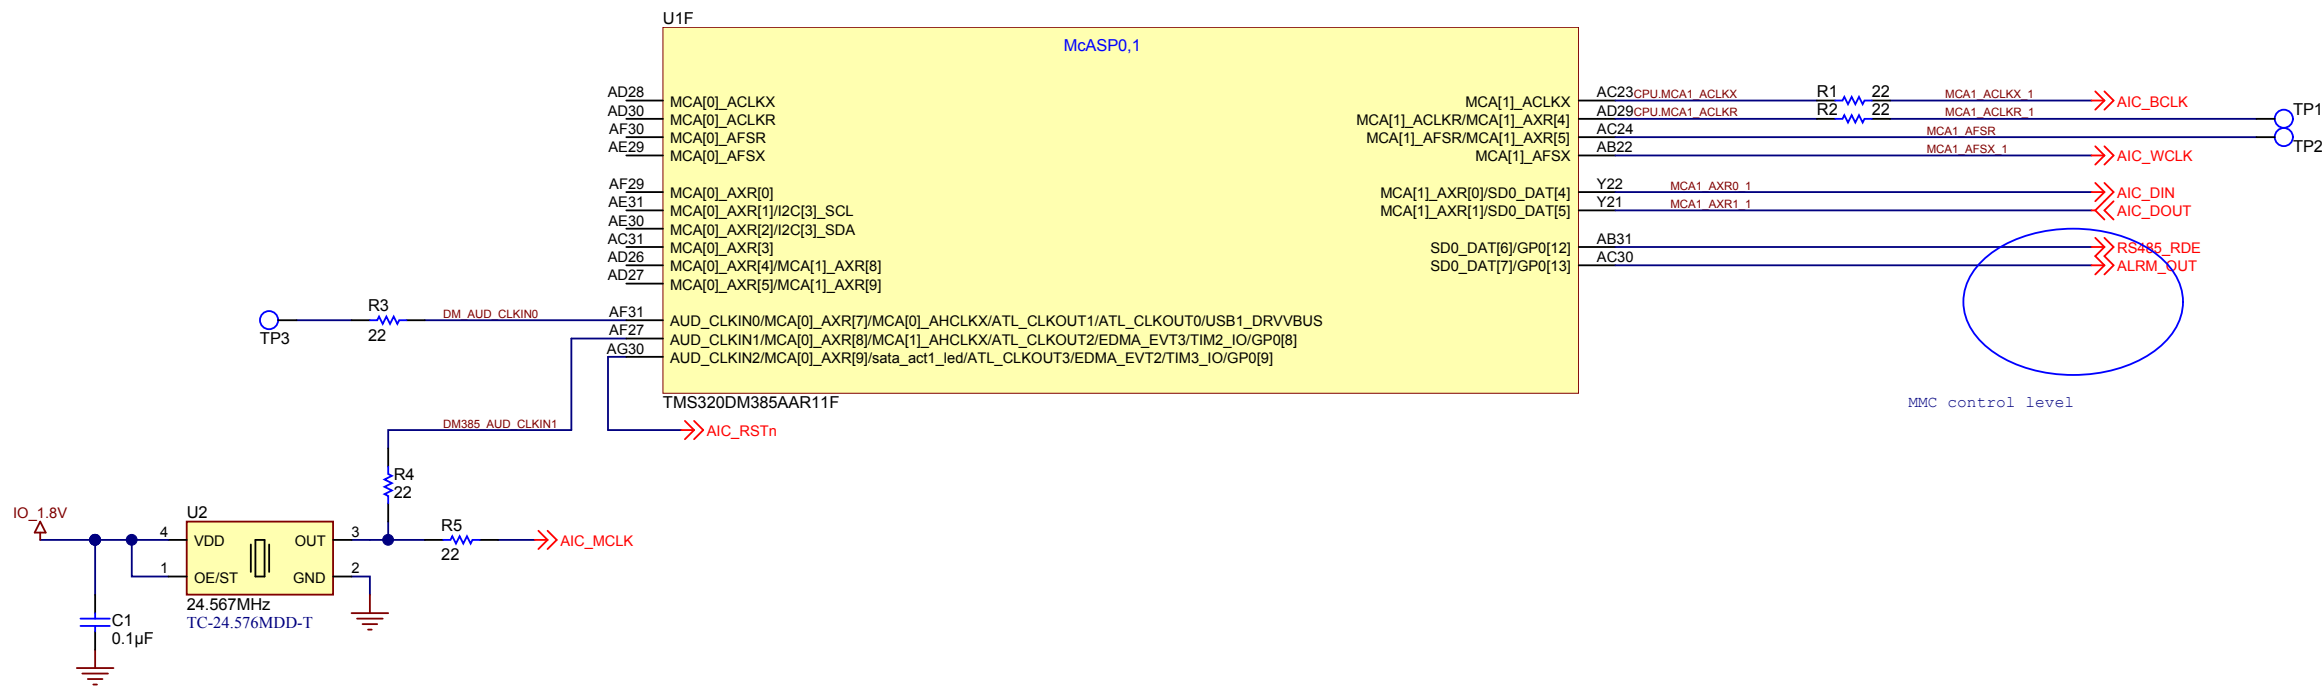 U1F
McASP0,1
AD28 MCA[0]_ACLKX
AD30 MCA[0]_ACLKR
AF30 MCA[0]_AFSR
AE29 MCA[0]_AFSX
AF29 MCA[0]_AXR[0]
AE31 MCA[0]_AXR[1]/I2C[3]_SCL
AE30 MCA[0]_AXR[2]/I2C[3]_SDA
AC31 MCA[0]_AXR[3]
AD26 MCA[0]_AXR[4]/MCA[1]_AXR[8]
AD27 MCA[0]_AXR[5]/MCA[1]_AXR[9]
MCA[1]_ACLKX AC23 CPU.MCA1_ACLKX R1 22 MCA1_ACLKX_1 AIC_BCLK
MCA[1]_ACLKR/MCA[1]_AXR[4] AD29 CPU.MCA1_ACLKR R2 22 MCA1_ACLKR_1 TP1
MCA[1]_AFSR/MCA[1]_AXR[5] AC24 MCA1_AFSR TP2
MCA[1]_AFSX AB22 MCA1_AFSX_1 AIC_WCLK
MCA[1]_AXR[0]/SD0_DAT[4] Y22 MCA1_AXR0_1 AIC_DIN
MCA[1]_AXR[1]/SD0_DAT[5] Y21 MCA1_AXR1_1 AIC_DOUT
SD0_DAT[6]/GP0[12] AB31 RS485_RDE
SD0_DAT[7]/GP0[13] AC30 ALRM_OUT
MMC control level
TP3 R3 22 DM_AUD_CLKIN0 AF31 AUD_CLKIN0/MCA[0]_AXR[7]/MCA[0]_AHCLKX/ATL_CLKOUT1/ATL_CLKOUT0/USB1_DRVVBUS
AF27 AUD_CLKIN1/MCA[0]_AXR[8]/MCA[1]_AHCLKX/ATL_CLKOUT2/EDMA_EVT3/TIM2_IO/GP0[8]
AG30 AUD_CLKIN2/MCA[0]_AXR[9]/sata_act1_led/ATL_CLKOUT3/EDMA_EVT2/TIM3_IO/GP0[9]
TMS320DM385AAR11F
DM385_AUD_CLKIN1
AIC_RSTn
R4
22
IO_1.8V
U2
4 VDD OUT 3
1 OE/ST GND 2
R5
22
AIC_MCLK
24.567MHz
TC-24.576MDD-T
C1
0.1µF